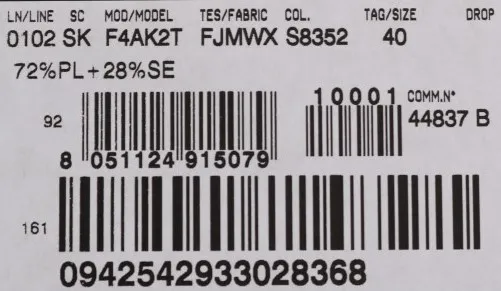 LN/LINE SC MOD/MODEL TES/FABRIC COL. TAG/SIZE DROP
0102 SK F4AK2T FJMWX S8352 40
72%PL+28%SE
10001 COMM.N°
92 44837 B
8 051124 915079
161
0942542933028368